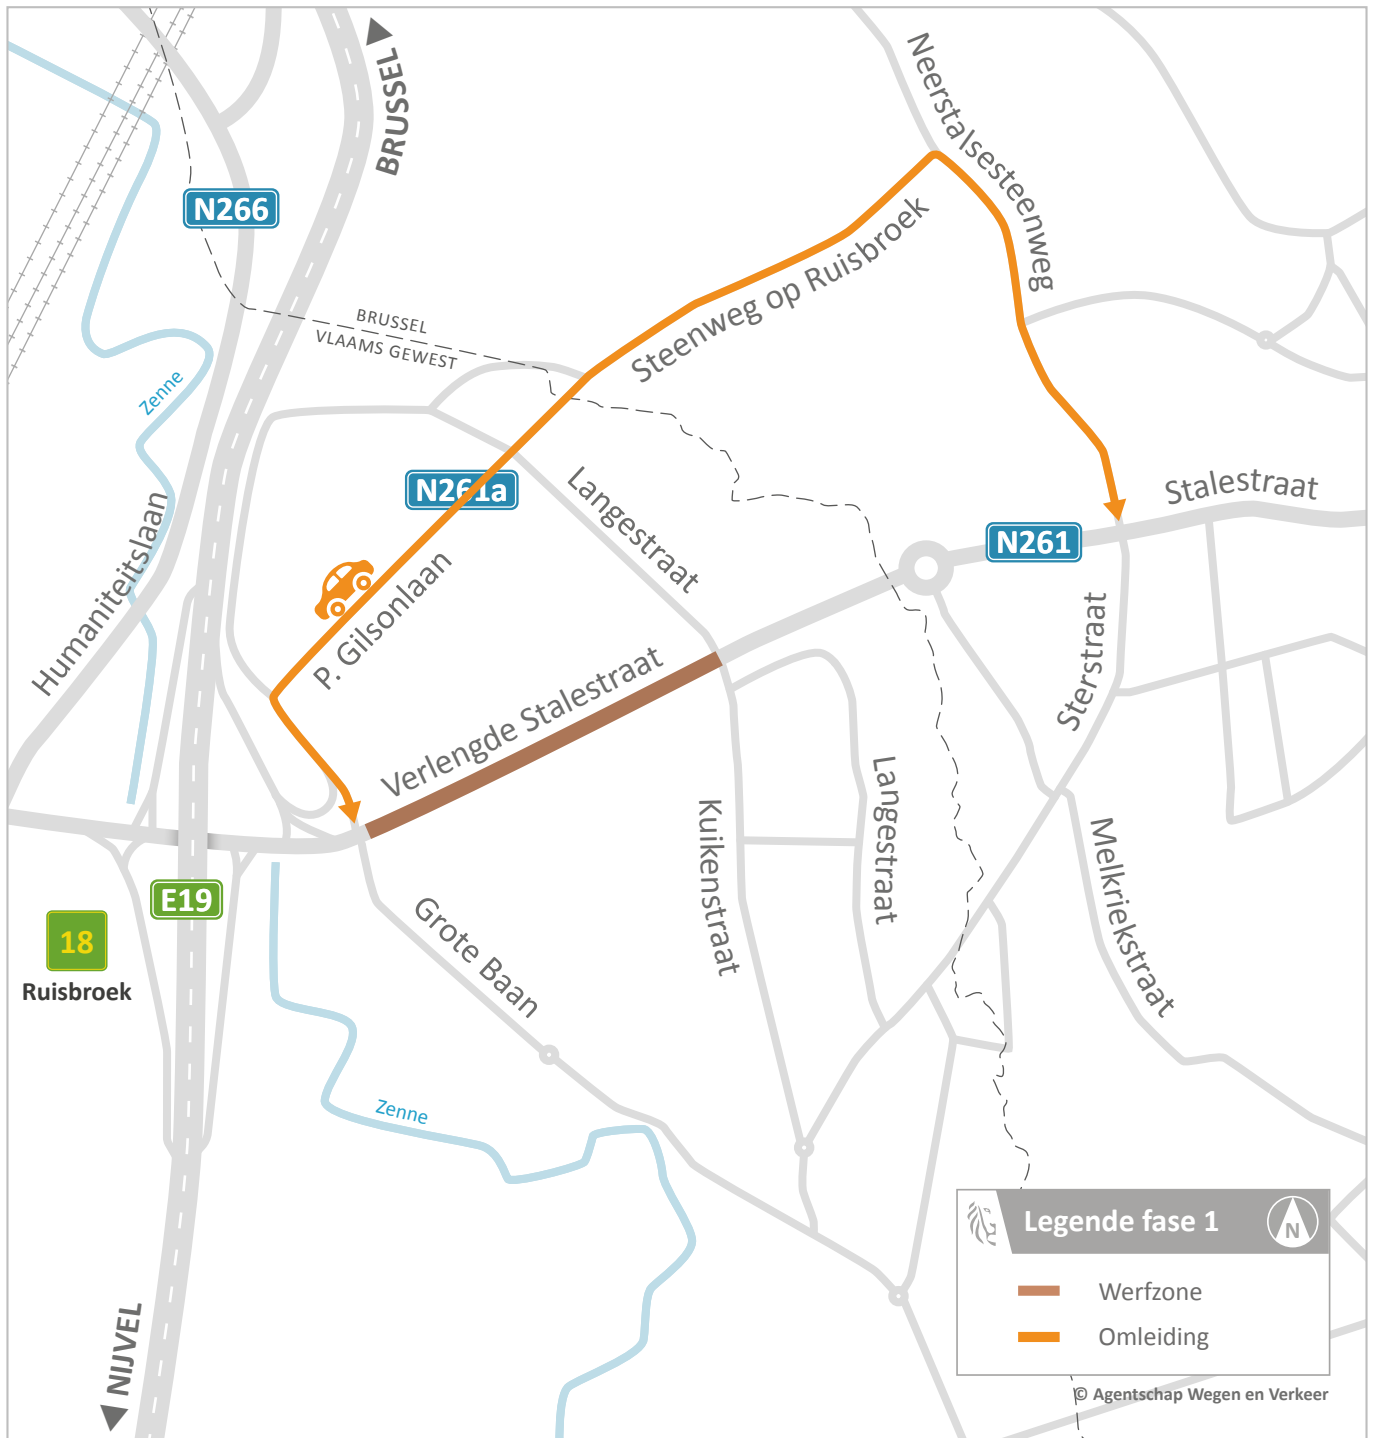 BRUSSEL
Neerstalsesteenweg
N266
Steenweg op Ruisbroek
BRUSSEL
VLAAMS GEWEST
Zenne
N261a
Langestraat
Stalestraat
N261
Humaniteitslaan
P. Gilsonlaan
Sterstraat
Verlengde Stalestraat
Langestraat
Kuikenstraat
Melkriekstraat
E19
18
Ruisbroek
Grote Baan
Zenne
Legende fase 1
N
Werfzone
Omleiding
NIJVEL
© Agentschap Wegen en Verkeer